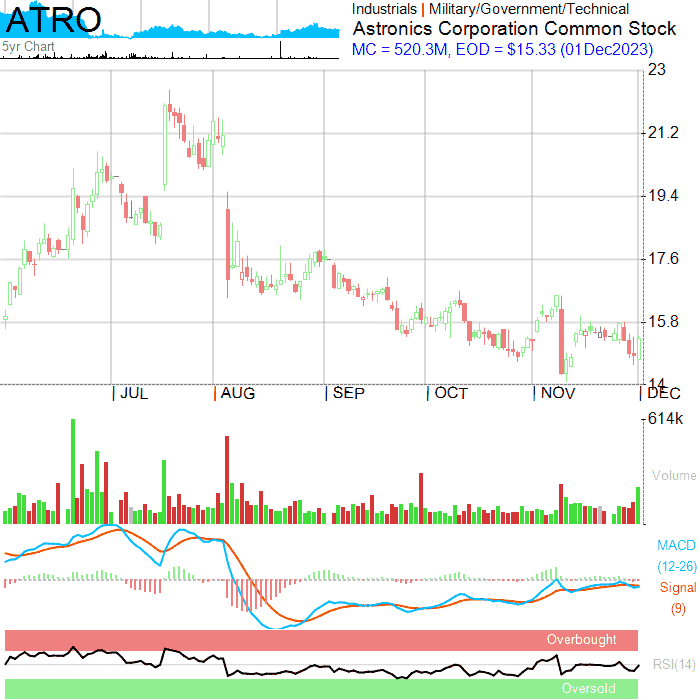 ATRO
5yr Chart
Industrials | Military/Government/Technical
Astronics Corporation Common Stock
MC = 520.3M, EOD = $15.33 (01Dec2023)
23
21.2
19.4
17.6
15.8
14
JUL
AUG
SEP
OCT
NOV
DEC
614k
Volume
MACD
(12-26)
Signal
(9)
Overbought
RSI(14)
Oversold